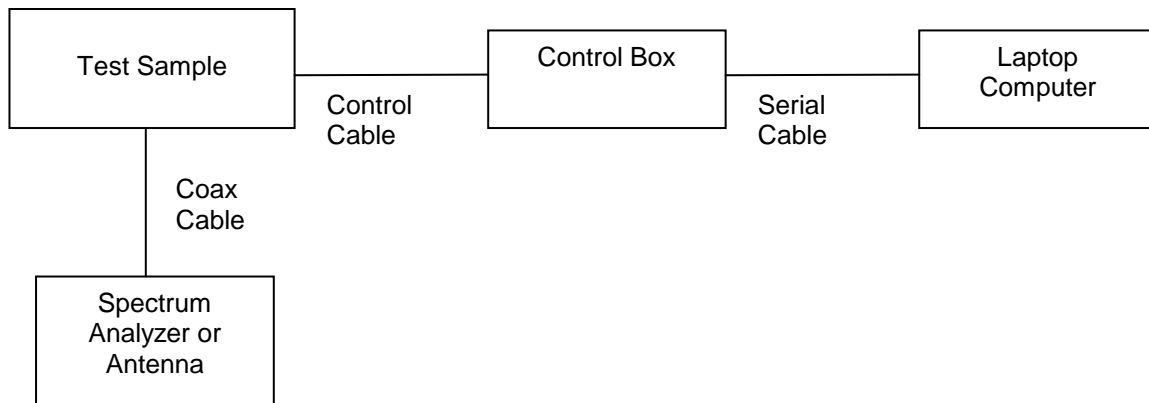 Test Sample
Control
Cable
Control Box
Serial
Cable
Laptop
Computer
Coax
Cable
Spectrum
Analyzer or
Antenna